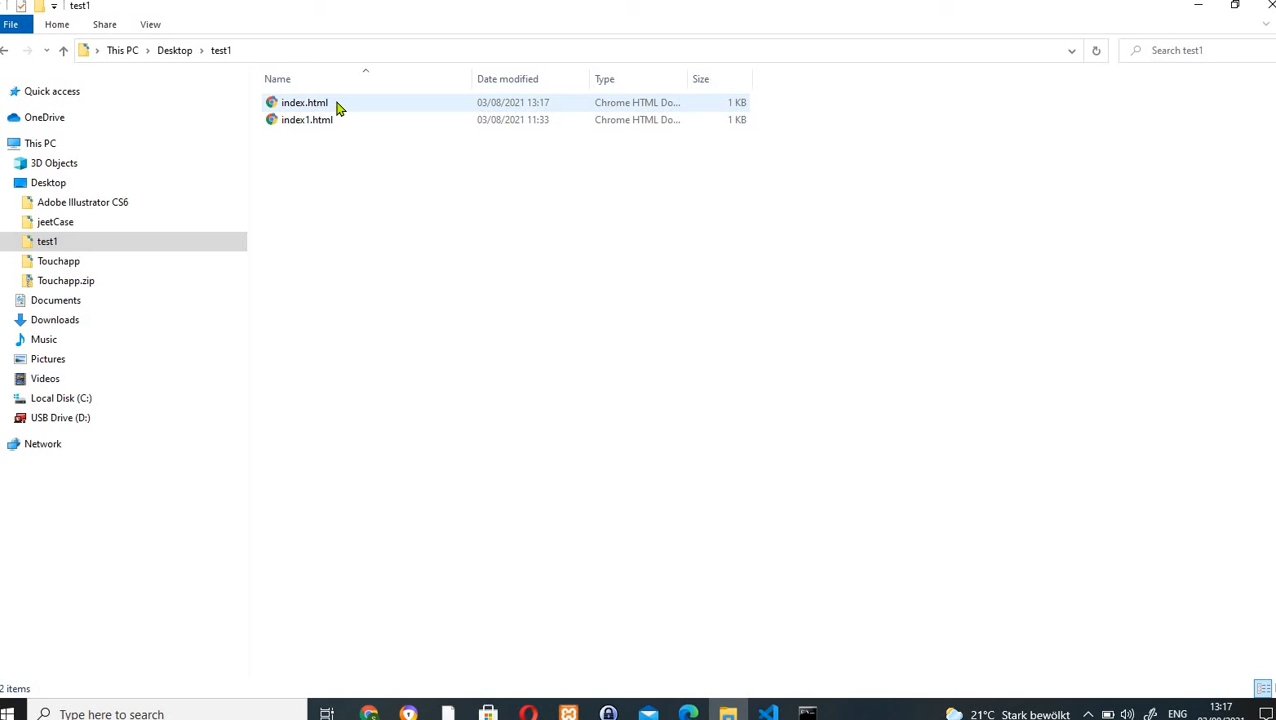 test1
File Home Share View
This PC Desktop test1
Search test1
Name Date modified Type Size
index.html 03/08/2021 13:17 Chrome HTML Do... 1 KB
index1.html 03/08/2021 11:33 Chrome HTML Do... 1 KB
Quick access
OneDrive
This PC
3D Objects
Desktop
Adobe Illustrator CS6
jeetCase
test1
Touchapp
Touchapp.zip
Documents
Downloads
Music
Pictures
Videos
Local Disk (C:)
USB Drive (D:)
Network
2 items
Type here to search
21°C Stark bewölkt
ENG
13:17
03/08/2021